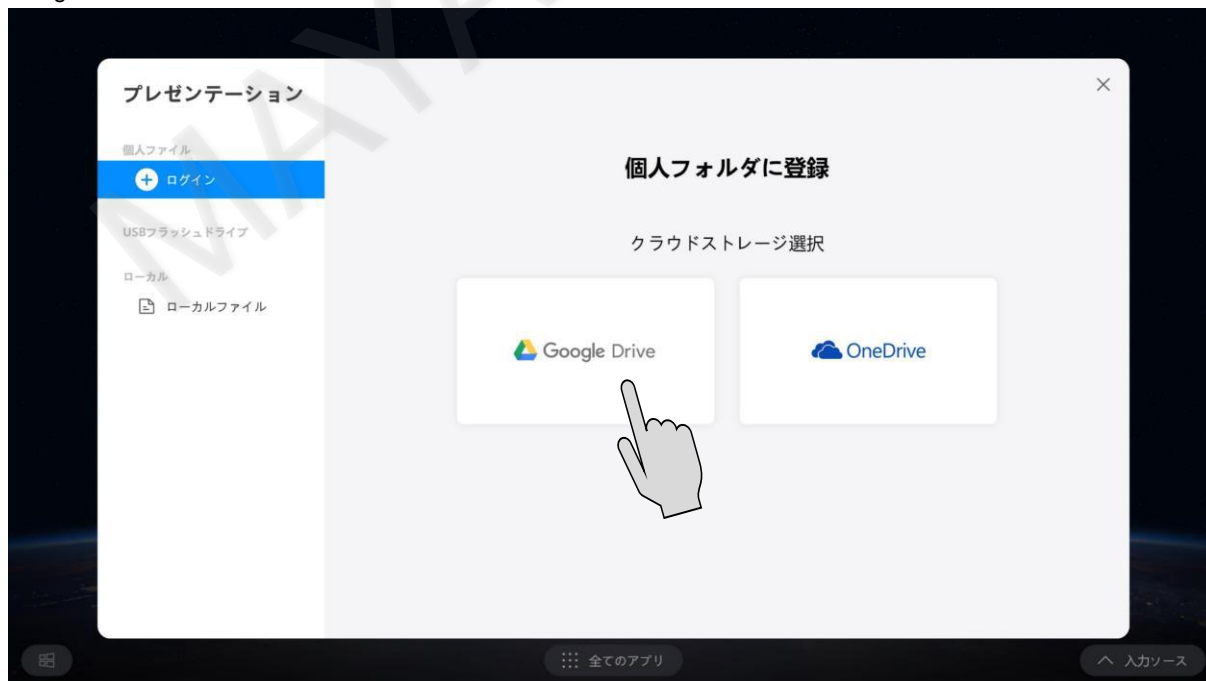 プレゼンテーション
個人ファイル
ログイン
USBフラッシュドライブ
ローカル
ローカルファイル
個人フォルダに登録
クラウドストレージ選択
Google Drive
OneDrive
全てのアプリ
入力ソース